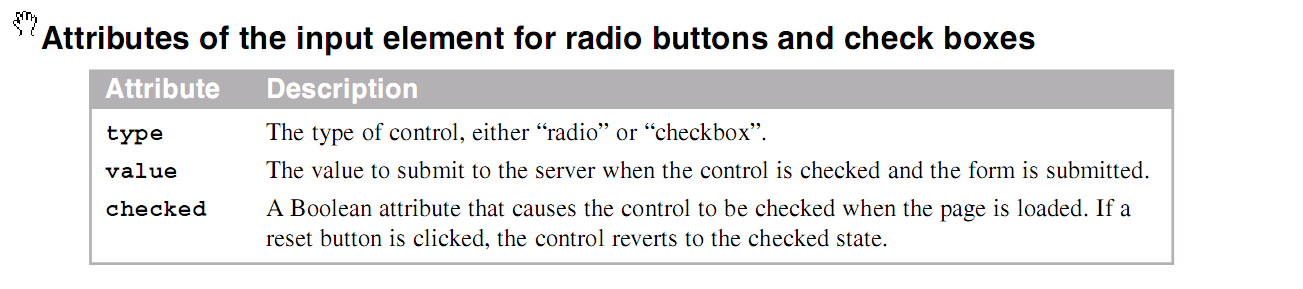 Attributes of the input element for radio buttons and check boxes
Attribute Description
type The type of control, either “radio” or “checkbox”.
value The value to submit to the server when the control is checked and the form is submitted.
checked A Boolean attribute that causes the control to be checked when the page is loaded. If a
reset button is clicked, the control reverts to the checked state.